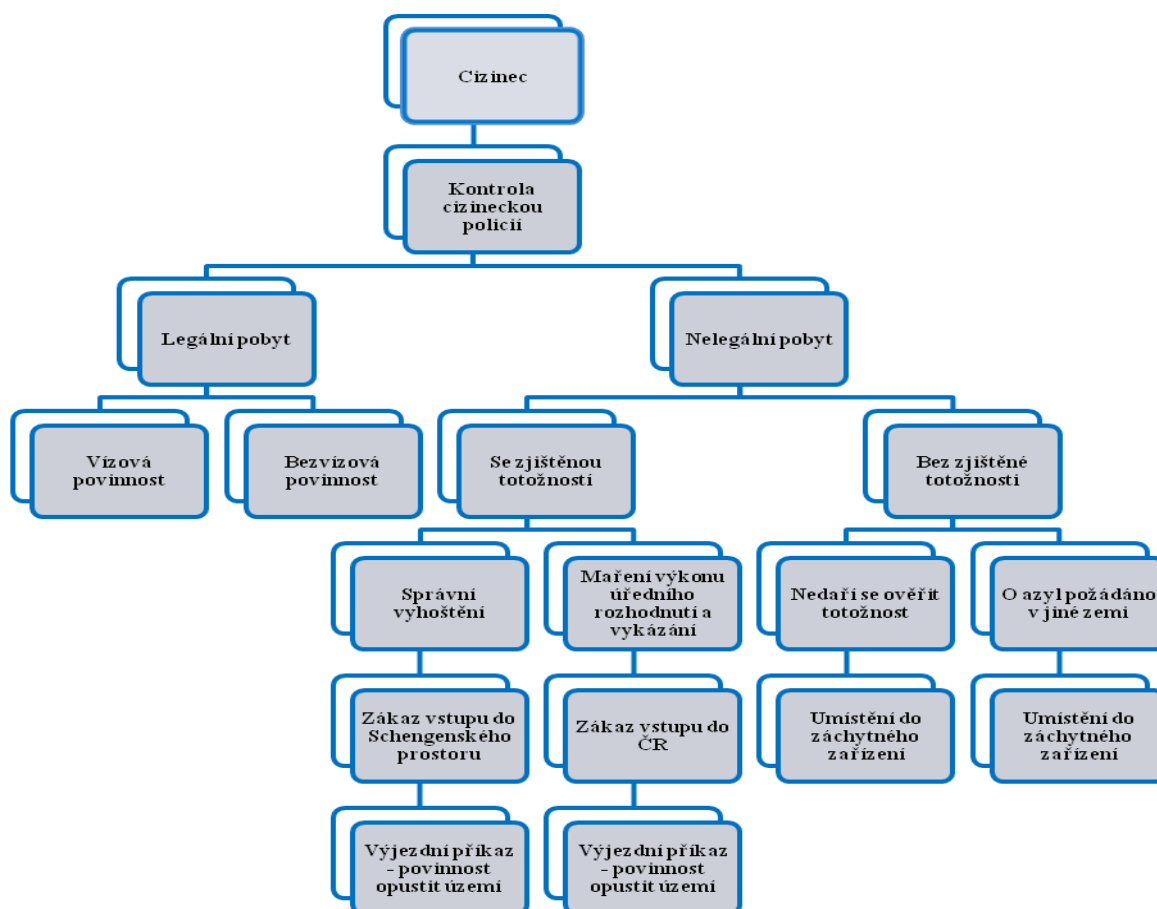 Cizinec
Kontrola
cizineckou
policií
Legální pobyt
Nelegální pobyt
Vízová
povinnost
Bezvízová
povinnost
Se zjištěnou
totožností
Bez zjištěné
totožnosti
Správní
vyhoštění
Maření výkonu
úředního
rozhodnutí a
vykázání
Nedaří se ověřit
totožnost
O azyl požádáno
v jiné zemi
Zákaz vstupu do
Schengenského
prostoru
Zákaz vstupu do
ČR
Umístění do
záchytného
zařízení
Umístění do
záchytného
zařízení
Výjezdní příkaz
- povinnost
opustit území
Výjezdní příkaz
- povinnost
opustit území